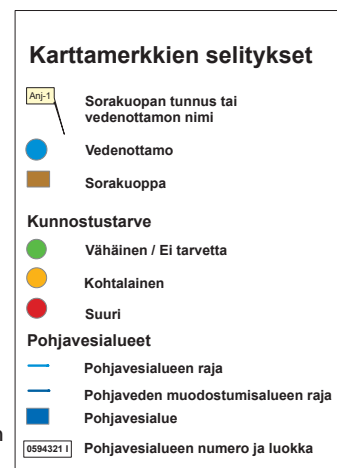 Karttamerkkien selitykset
Anj-1
Sorakuopan tunnus tai
vedenottamon nimi
Vedenottamo
Sorakuoppa
Kunnostustarve
Vähäinen / Ei tarvetta
Kohtalainen
Suuri
Pohjavesialueet
Pohjavesialueen raja
Pohjaveden muodostumisalueen raja
Pohjavesialue
0594321 I Pohjavesialueen numero ja luokka